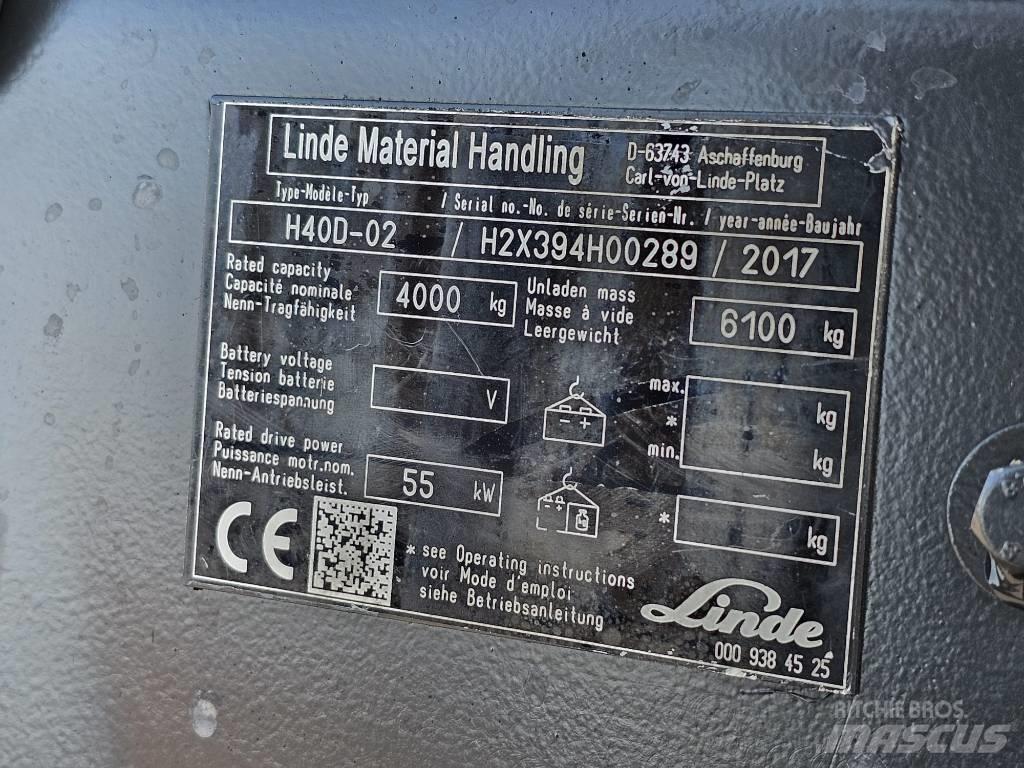 Linde Material Handling
D-63743 Aschaffenburg
Carl-von-Linde-Platz
Type-Modèle-Typ / Serial no.-No. de série-Serien-Nr. / year-année-Baujahr
H40D-02 / H2X394H00289 / 2017
Rated capacity
Capacité nominale
Nenn-Tragfähigkeit
4000 kg
Unladen mass
Masse à vide
Leergewicht
6100 kg
Battery voltage
Tension batterie
Batteriespannung
V
max. kg
*
min. kg
Rated drive power
Puissance motr.nom.
Nenn-Antriebsleist.
55 kW
* kg
CE
* see Operating instructions
voir Mode d'emploi
siehe Betriebsanleitung
Linde
000 938 45 25
RITCHIE BROS.
MASCUS